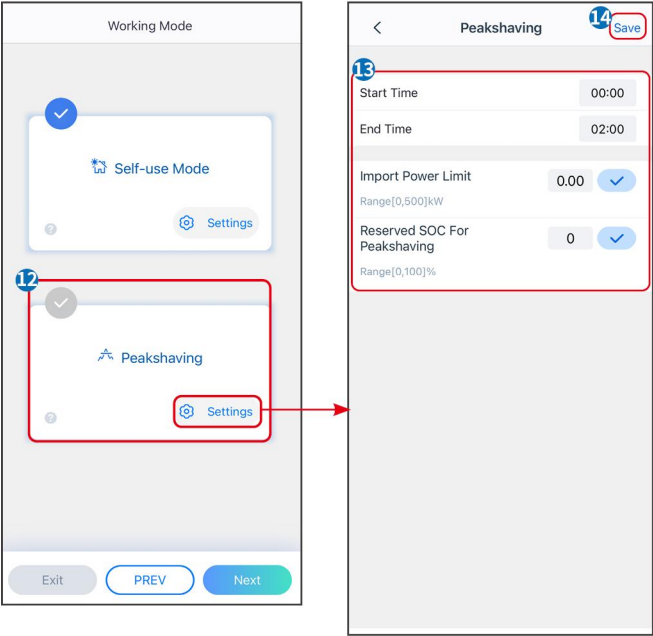 Working Mode
Self-use Mode
?
Settings
12
Peakshaving
?
Settings
Exit
PREV
Next
Peakshaving
14
Save
13
Start Time
00:00
End Time
02:00
Import Power Limit
0.00
Range[0,500]kW
Reserved SOC For
Peakshaving
0
Range[0,100]%